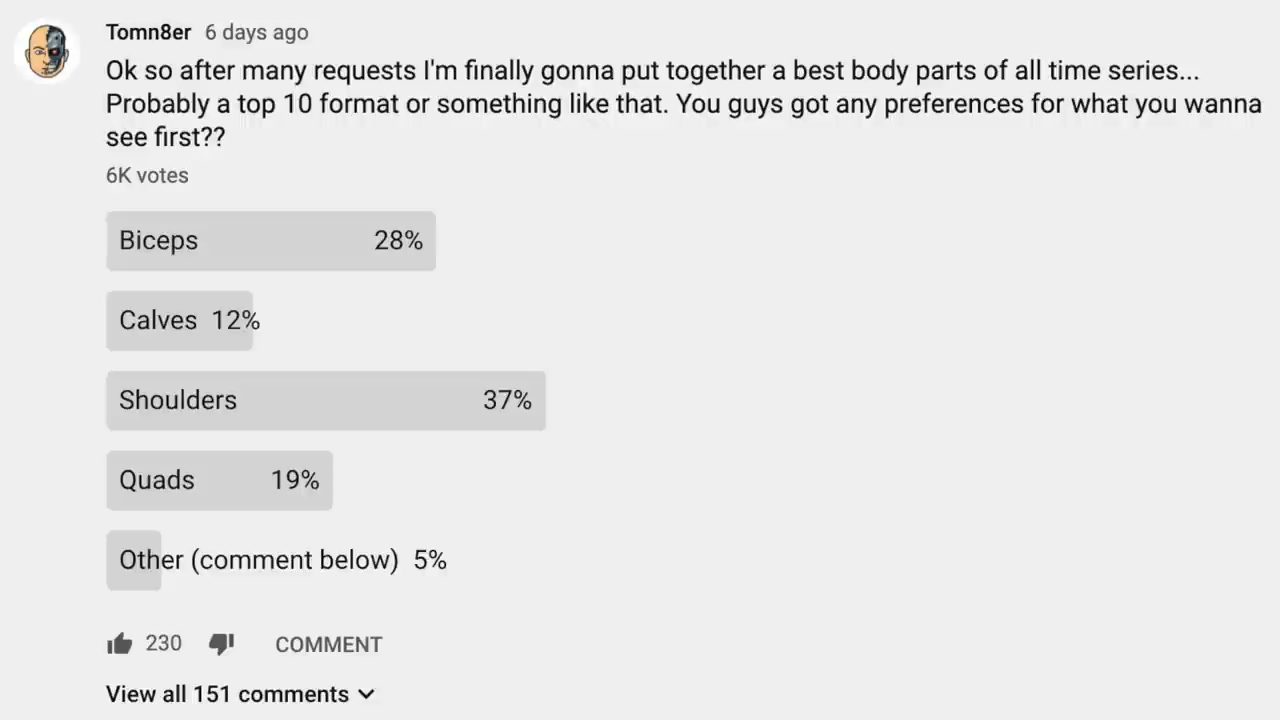 Tomn8er 6 days ago
Ok so after many requests I'm finally gonna put together a best body parts of all time series...
Probably a top 10 format or something like that. You guys got any preferences for what you wanna
see first??
6K votes
Biceps 28%
Calves 12%
Shoulders 37%
Quads 19%
Other (comment below) 5%
230 COMMENT
View all 151 comments